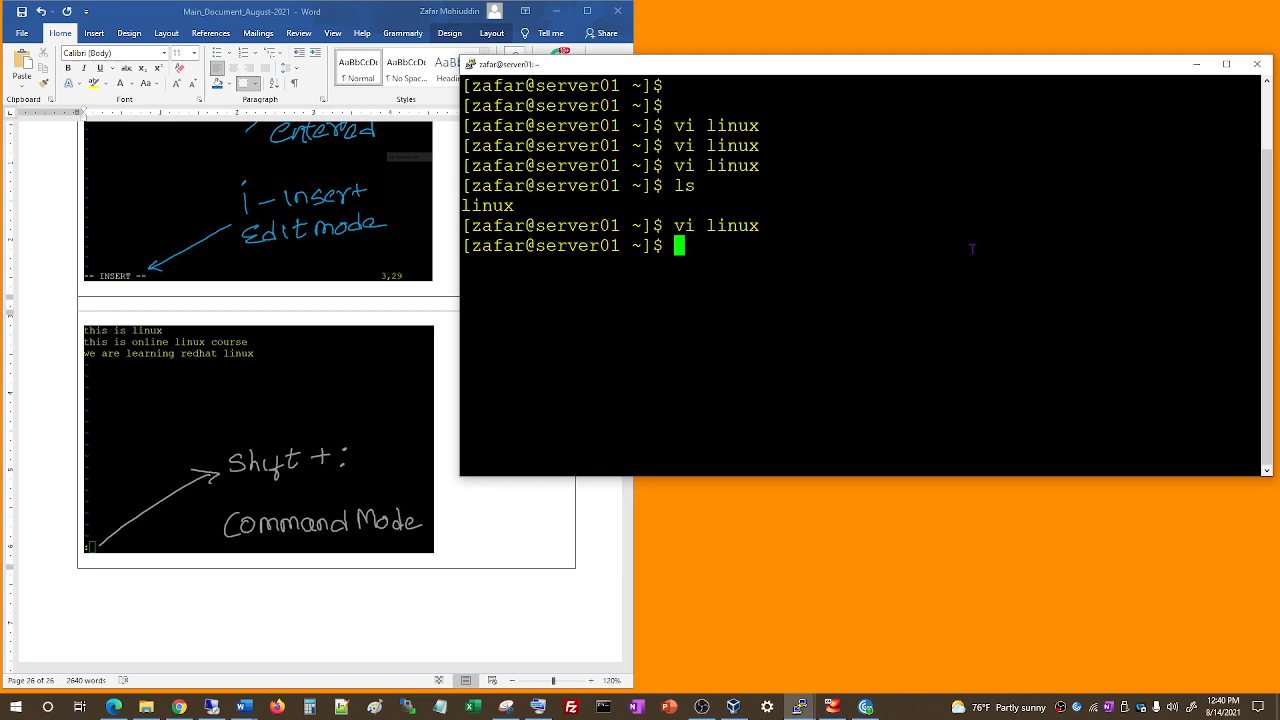 Main_Document_August-2021 - Word
Zafar Mohiuddin
File Home Insert Draw Design Layout References Mailings Review View Help Grammarly Design Layout Tell me Share
Paste
Calibri (Body) 11
B I U abc
Clipboard Font Paragraph Styles
AaBbCcDc AaBbCcDc AaBbC
¶ Normal ¶ No Spac... Heading
entered
i - Insert
Edit mode
-- INSERT -- 3,29
this is linux
this is online linux course
we are learning redhat linux
Shift + :
Command Mode
:
zafar@server01:~
[zafar@server01 ~]$
[zafar@server01 ~]$
[zafar@server01 ~]$ vi linux
[zafar@server01 ~]$ vi linux
[zafar@server01 ~]$ vi linux
[zafar@server01 ~]$ ls
linux
[zafar@server01 ~]$ vi linux
[zafar@server01 ~]$
Page 26 of 26 2640 words 120%
76°F Partly sunny
12:40 PM
8/14/2021